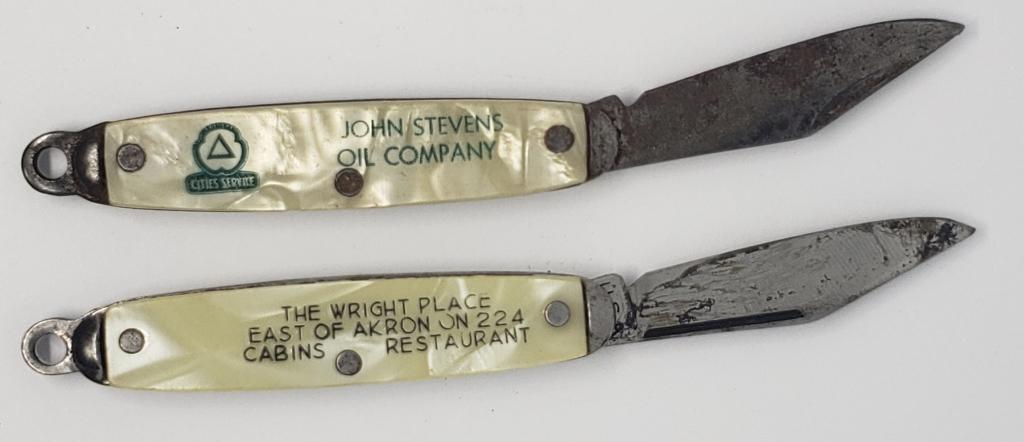 CITIES SERVICE
JOHN STEVENS
OIL COMPANY
THE WRIGHT PLACE
EAST OF AKRON ON 224
CABINS RESTAURANT